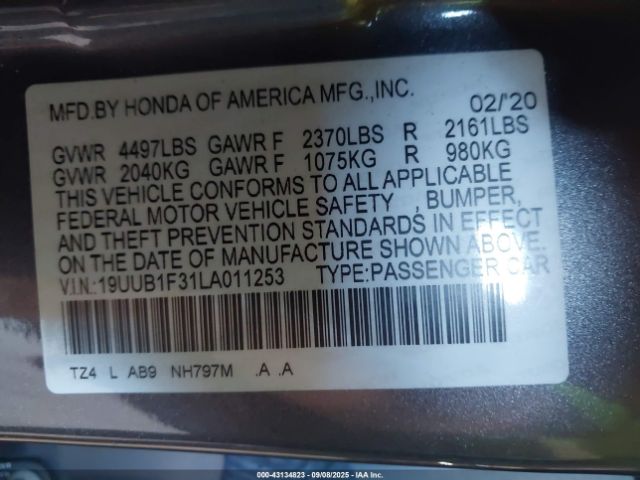 MFD.BY HONDA OF AMERICA MFG.,INC. 02/'20
GVWR 4497LBS GAWR F 2370LBS R 2161LBS
GVWR 2040KG GAWR F 1075KG R 980KG
THIS VEHICLE CONFORMS TO ALL APPLICABLE
FEDERAL MOTOR VEHICLE SAFETY , BUMPER,
AND THEFT PREVENTION STANDARDS IN EFFECT
ON THE DATE OF MANUFACTURE SHOWN ABOVE.
V.I.N.:19UUB1F31LA011253 TYPE:PASSENGER CAR
TZ4 L AB9 NH797M .A .A
000-43134823 - 09/08/2025 - IAA Inc.